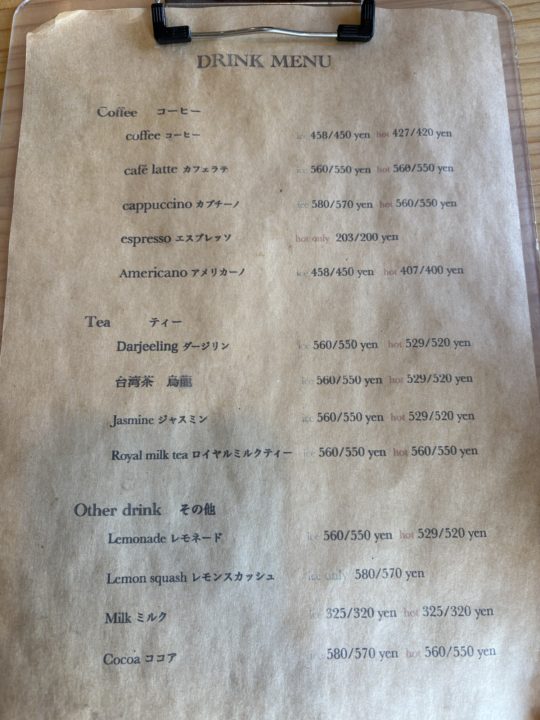 DRINK MENU
Coffee コーヒー
coffee コーヒー ice 458/450 yen hot 427/420 yen
café latte カフェラテ ice 560/550 yen hot 560/550 yen
cappuccino カプチーノ ice 580/570 yen hot 560/550 yen
espresso エスプレッソ hot only 203/200 yen
Americano アメリカーノ ice 458/450 yen hot 407/400 yen
Tea ティー
Darjeeling ダージリン ice 560/550 yen hot 529/520 yen
台湾茶 烏龍 ice 560/550 yen hot 529/520 yen
Jasmine ジャスミン ice 560/550 yen hot 529/520 yen
Royal milk tea ロイヤルミルクティー ice 560/550 yen hot 560/550 yen
Other drink その他
Lemonade レモネード ice 560/550 yen hot 529/520 yen
Lemon squash レモンスカッシュ ice only 580/570 yen
Milk ミルク ice 325/320 yen hot 325/320 yen
Cocoa ココア ice 580/570 yen hot 560/550 yen